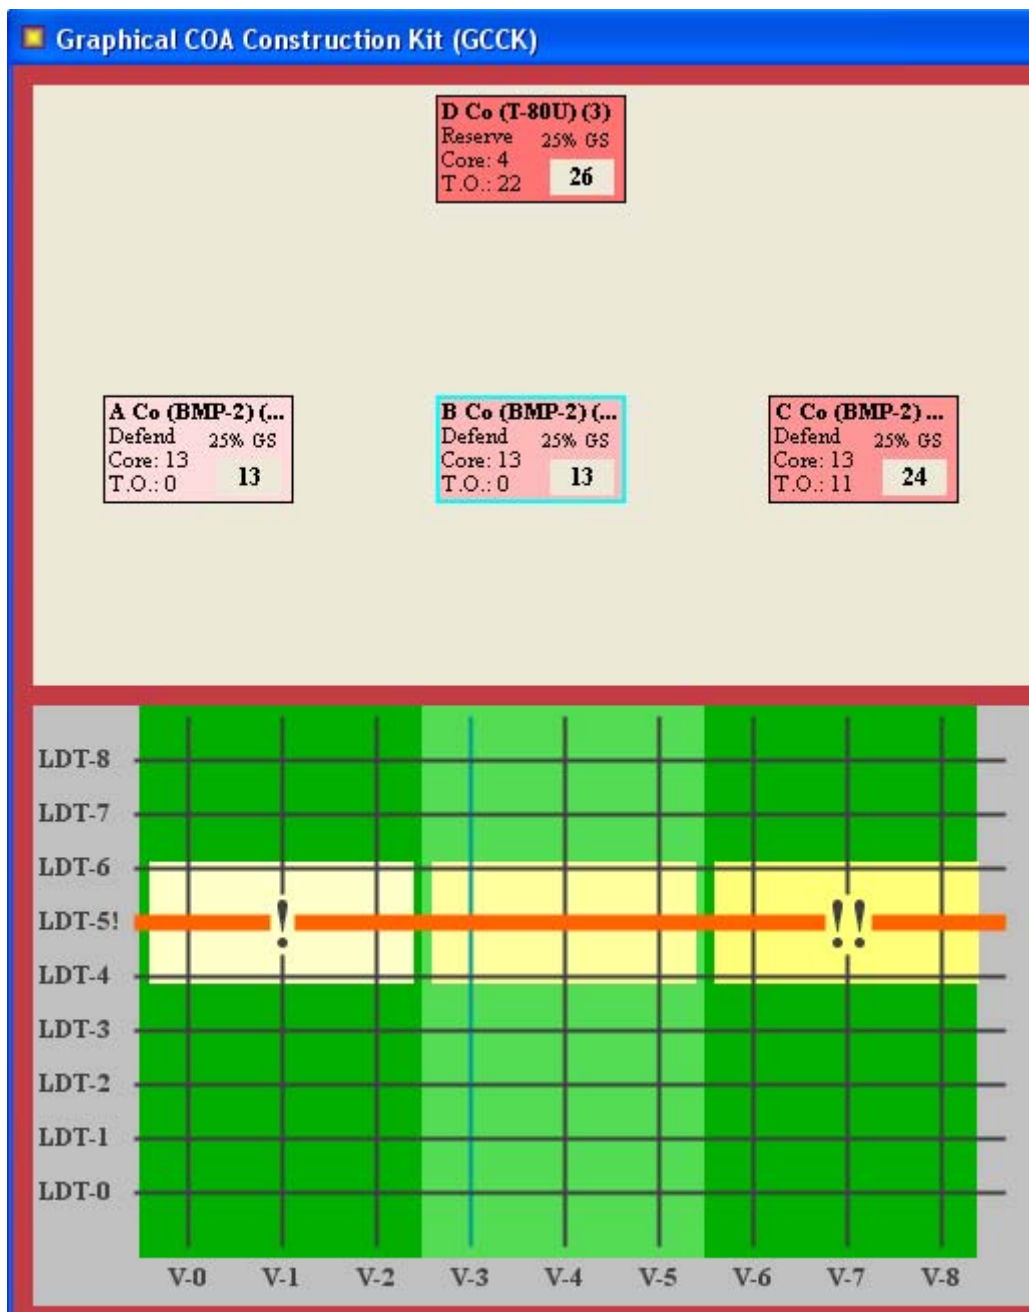 Graphical COA Construction Kit (GCCK)
D Co (T-80U) (3)
Reserve 25% GS
Core: 4
T.O.: 22 26
A Co (BMP-2) (...
Defend 25% GS
Core: 13
T.O.: 0 13
B Co (BMP-2) (...
Defend 25% GS
Core: 13
T.O.: 0 13
C Co (BMP-2) ...
Defend 25% GS
Core: 13
T.O.: 11 24
LDT-8
LDT-7
LDT-6
LDT-5! ! !!
LDT-4
LDT-3
LDT-2
LDT-1
LDT-0
V-0 V-1 V-2 V-3 V-4 V-5 V-6 V-7 V-8